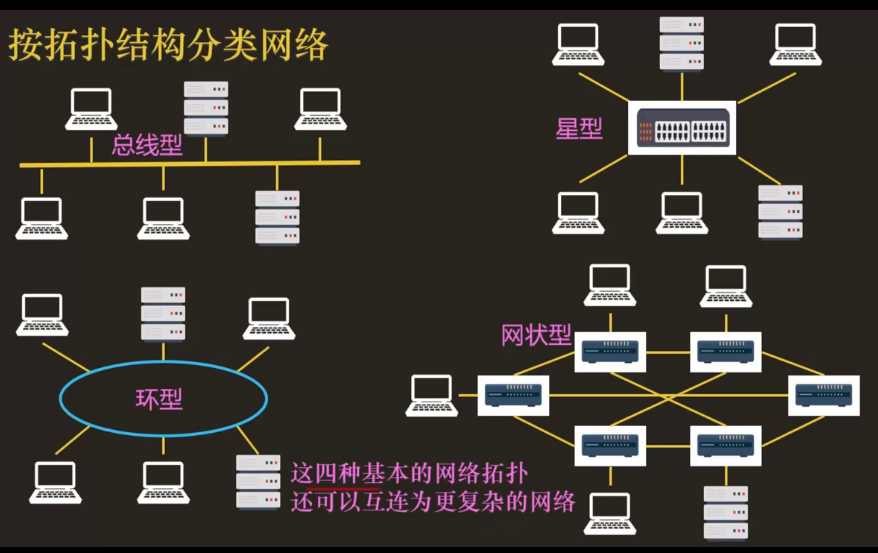 按拓扑结构分类网络
总线型
星型
环型
网状型
这四种基本的网络拓扑
还可以互连为更复杂的网络